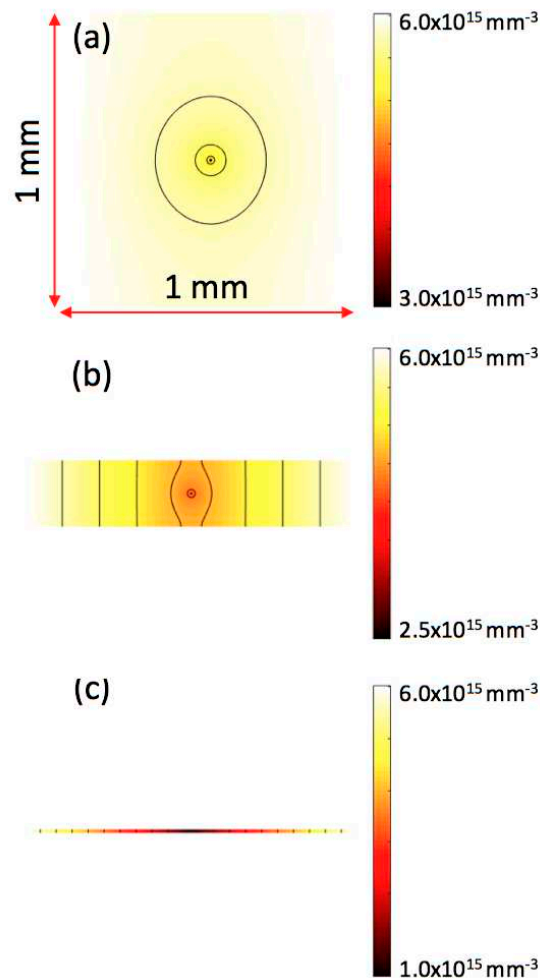 (a)
6.0x10¹⁵ mm⁻³
1 mm
1 mm
3.0x10¹⁵ mm⁻³
(b)
6.0x10¹⁵ mm⁻³
2.5x10¹⁵ mm⁻³
(c)
6.0x10¹⁵ mm⁻³
1.0x10¹⁵ mm⁻³